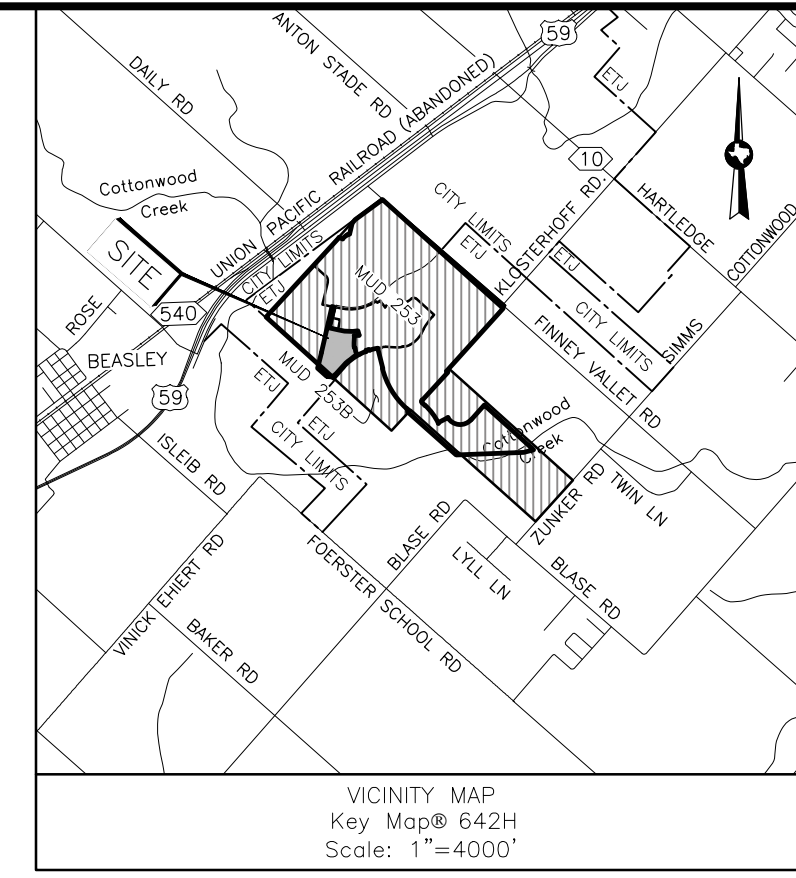 ANTON STADE RD
59
DAILY RD
UNION PACIFIC RAILROAD (ABANDONED)
ETJ
10
Cottonwood
Creek
CITY LIMITS
ETJ
KLOSTERHOFF RD.
HARTLEDGE
COTTONWOOD
SITE
CITY LIMITS
ETJ
MUD 253
ETJ
CITY LIMITS
SIMMS
540
ROSE
BEASLEY
59
MUD 253B
FINNEY VALLET RD
ETJ
ETJ
CITY LIMITS
Cottonwood
Creek
ISLEIB RD
ZUNKER RD
TWIN LN
BLASE RD
LYLL LN
BLASE RD
FOERSTER SCHOOL RD
VINICK EHIERT RD
BAKER RD
VICINITY MAP
Key Map® 642H
Scale: 1"=4000'